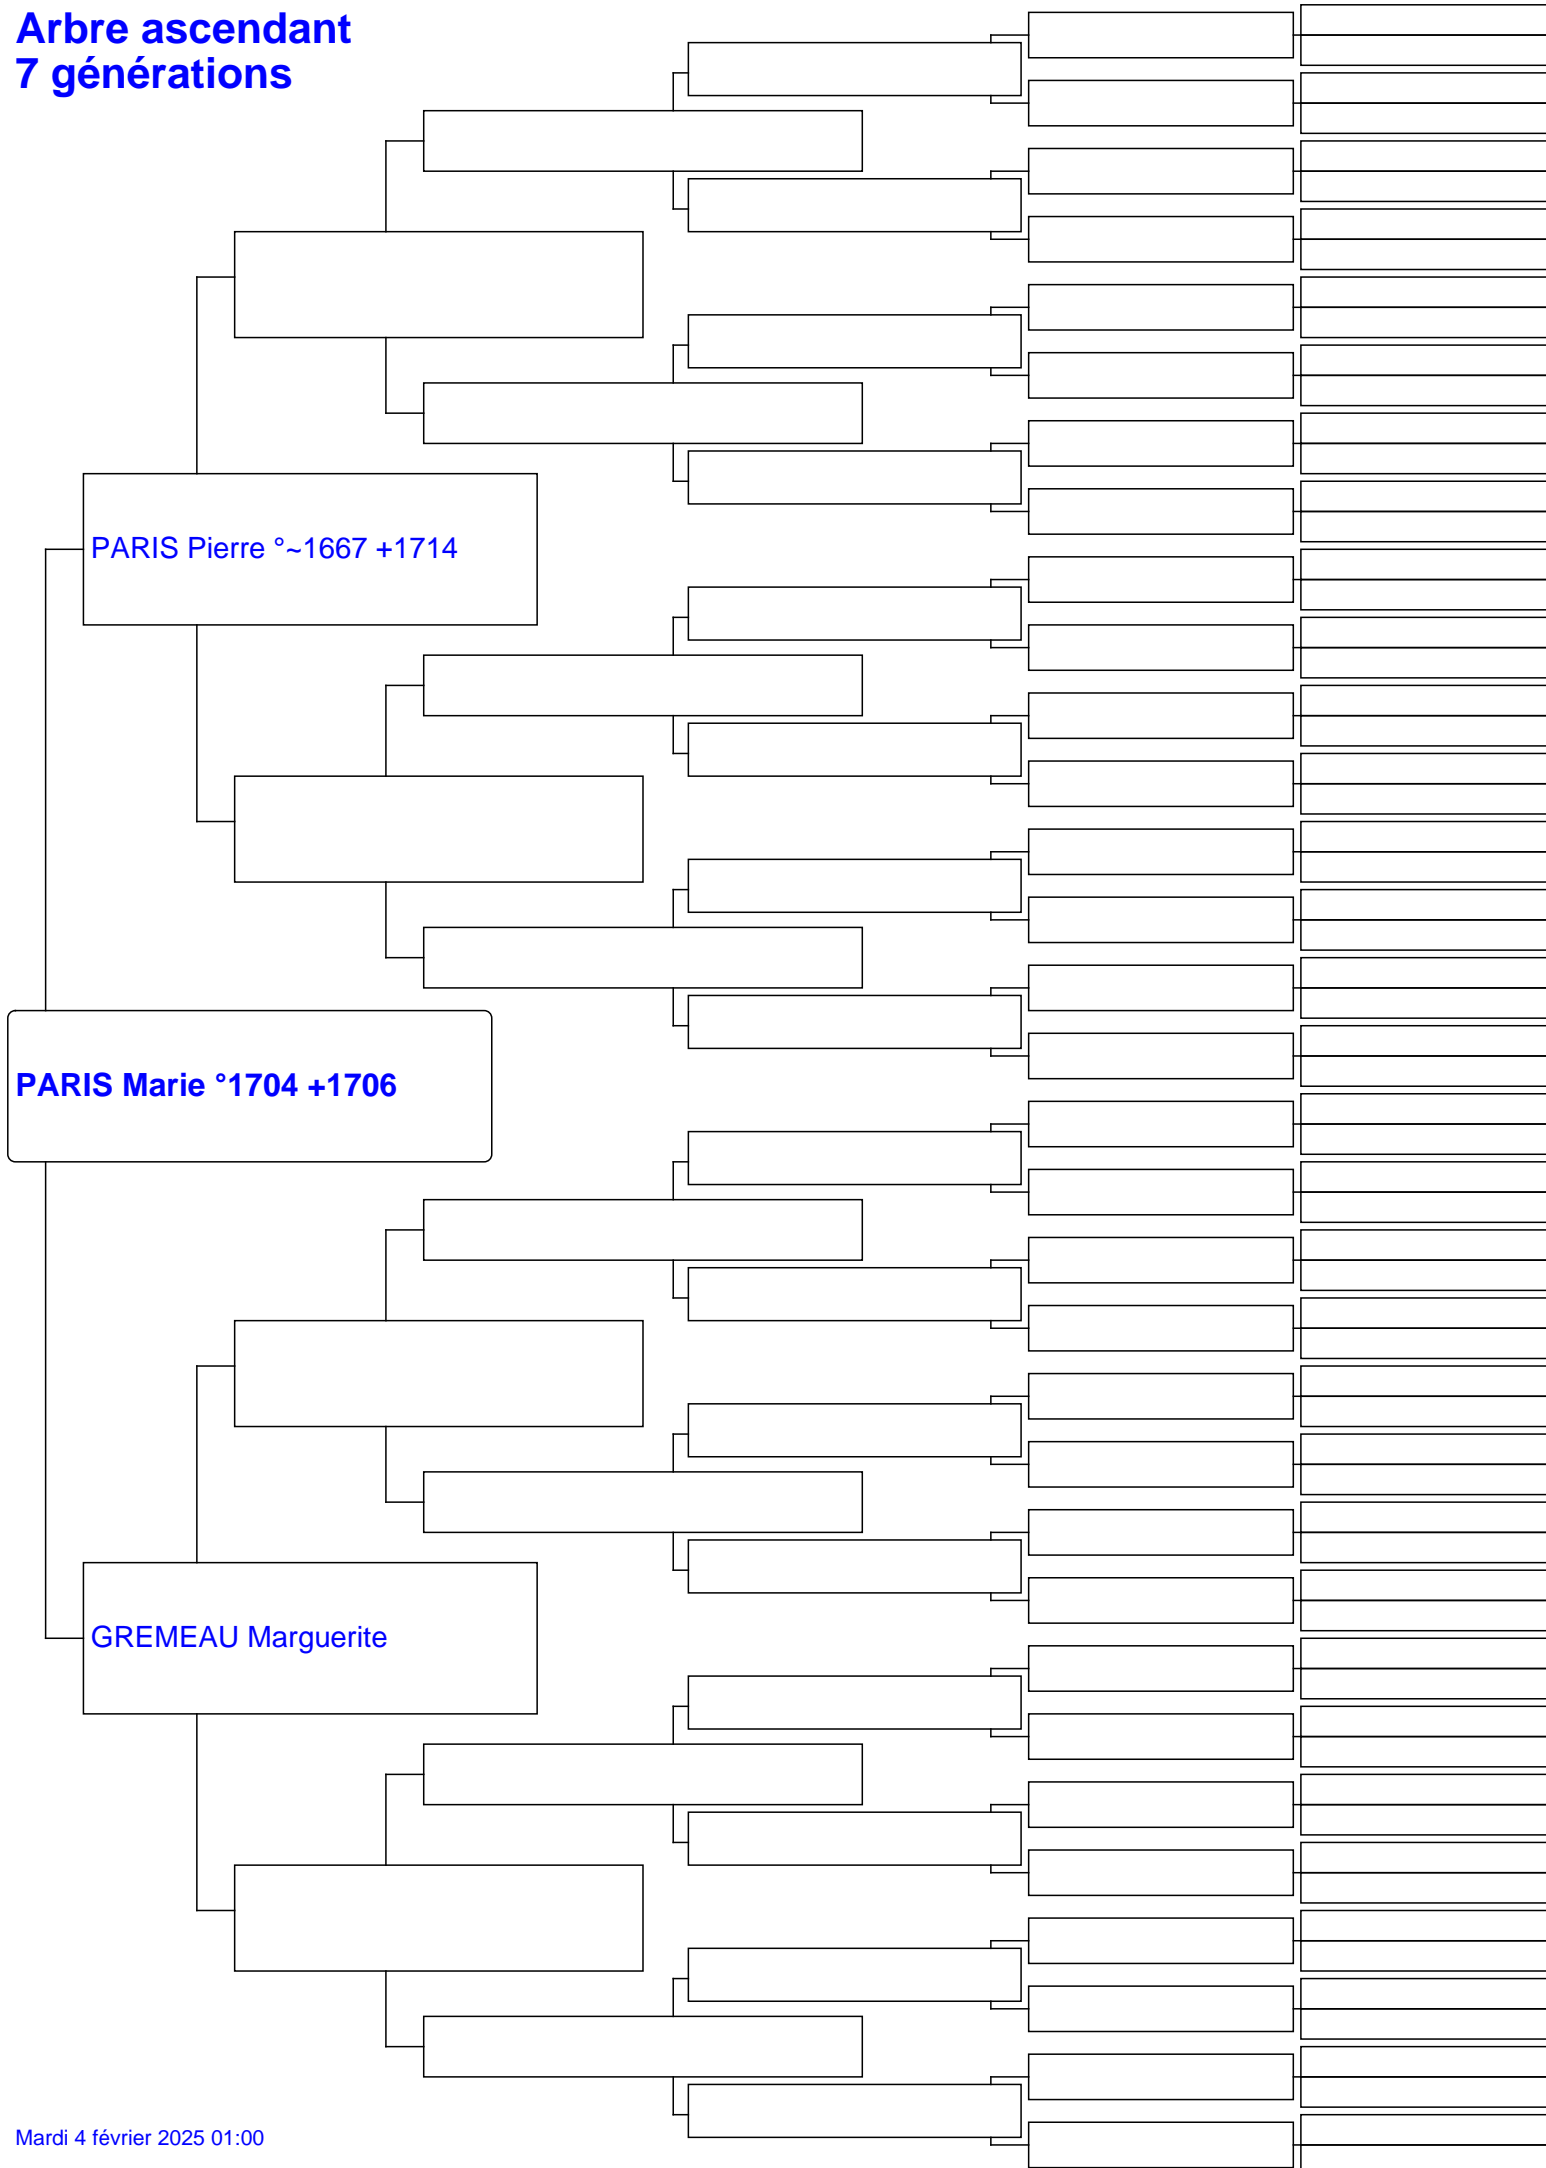 Arbre ascendant
7 générations
PARIS Pierre °~1667 +1714
PARIS Marie °1704 +1706
GREMEAU Marguerite
Mardi 4 février 2025 01:00